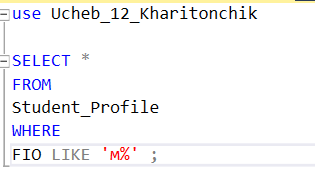 use Ucheb_12_Kharitonchik
SELECT *
FROM
Student_Profile
WHERE
FIO LIKE 'м%' ;